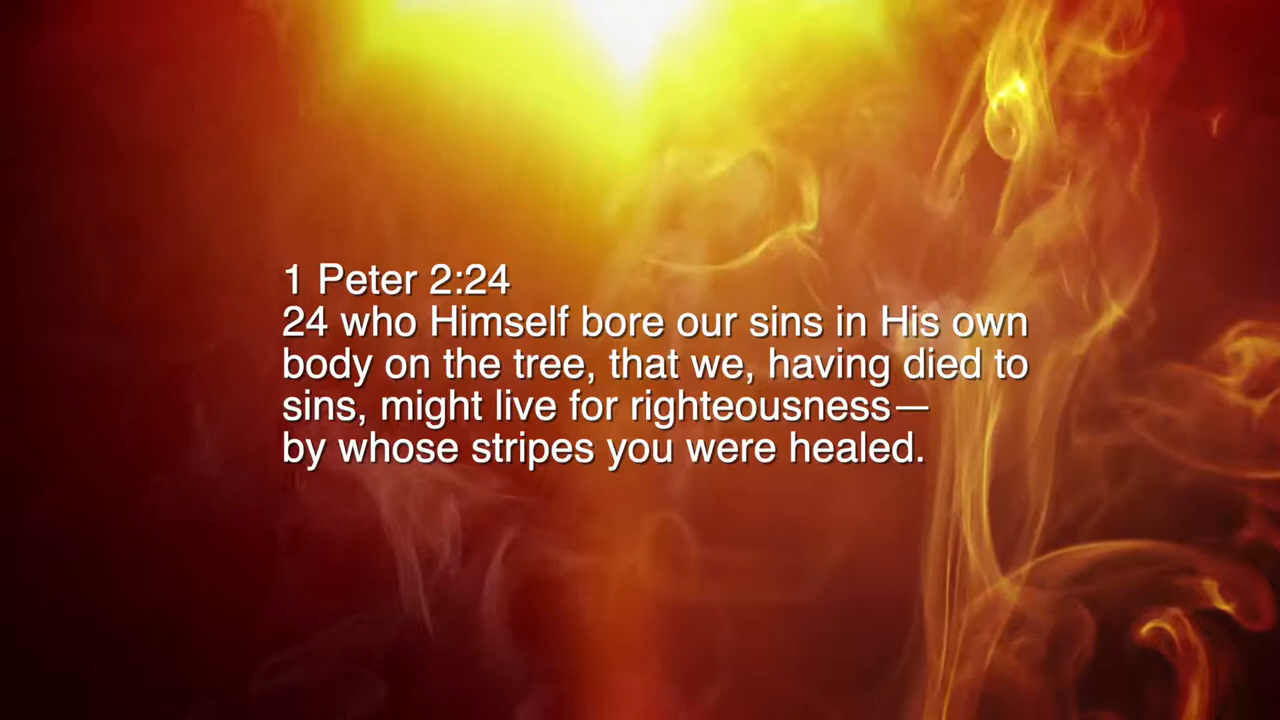 1 Peter 2:24
24 who Himself bore our sins in His own
body on the tree, that we, having died to
sins, might live for righteousness—
by whose stripes you were healed.